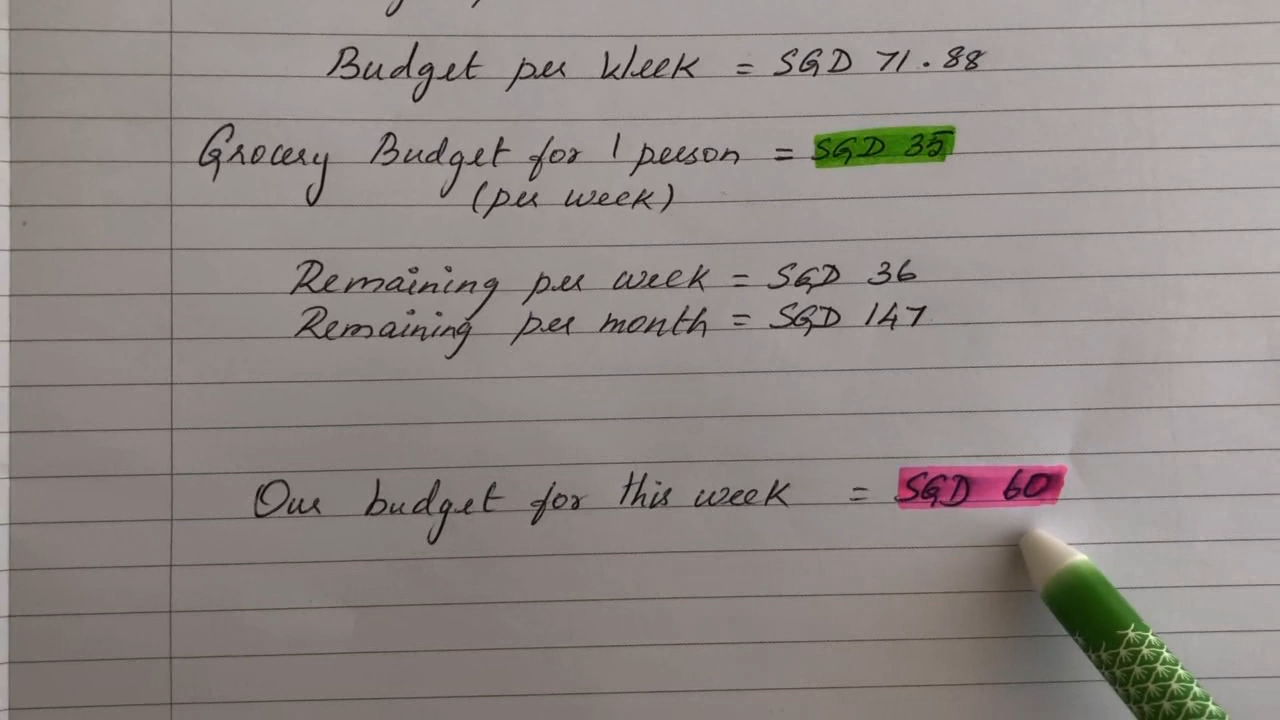 Budget per Week = SGD 71.88
Grocery Budget for 1 person = SGD 35
(per week)
Remaining per week = SGD 36
Remaining per month = SGD 147
Our budget for this week = SGD 60